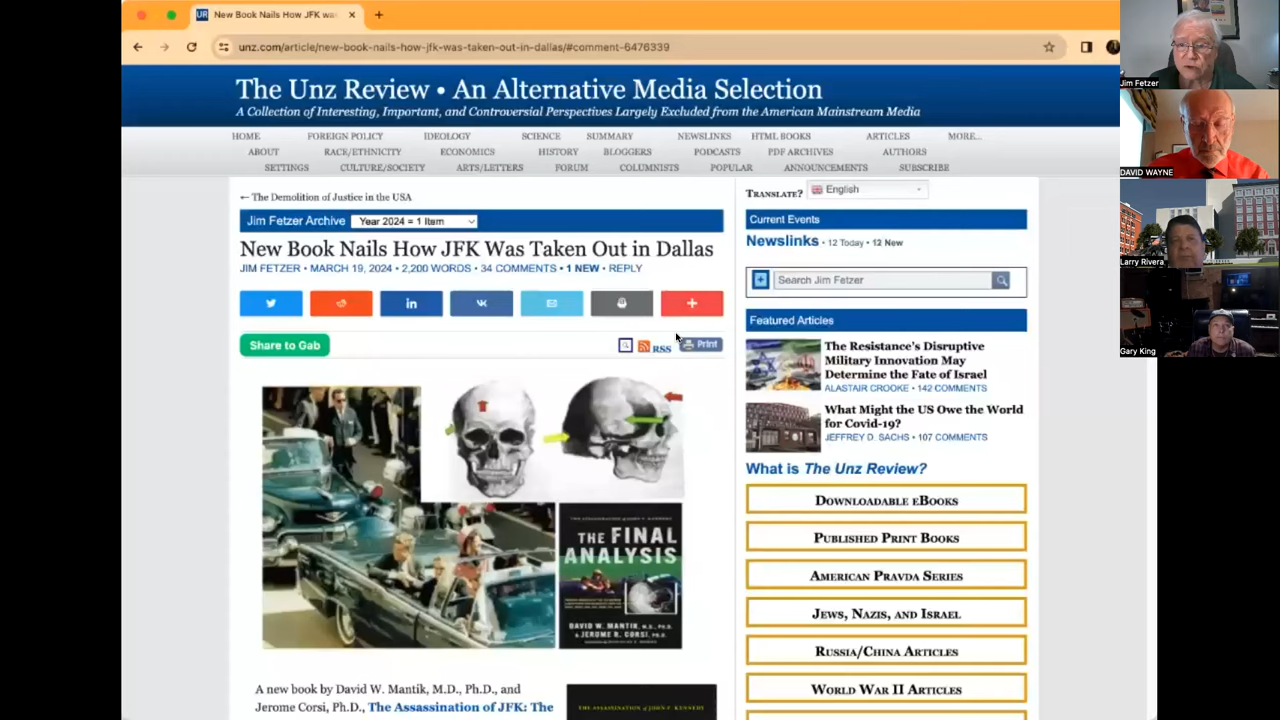 New Book Nails How JFK was
unz.com/article/new-book-nails-how-jfk-was-taken-out-in-dallas/#comment-6476339
The Unz Review • An Alternative Media Selection
A Collection of Interesting, Important, and Controversial Perspectives Largely Excluded from the American Mainstream Media
HOME FOREIGN POLICY IDEOLOGY SCIENCE SUMMARY NEWSLINKS HTML BOOKS ARTICLES MORE...
ABOUT RACE/ETHNICITY ECONOMICS HISTORY BLOGGERS PODCASTS PDF ARCHIVES AUTHORS
SETTINGS CULTURE/SOCIETY ARTS/LETTERS FORUM COLUMNISTS POPULAR ANNOUNCEMENTS SUBSCRIBE
← The Demolition of Justice in the USA
Jim Fetzer Archive Year 2024 = 1 Item
New Book Nails How JFK Was Taken Out in Dallas
JIM FETZER • MARCH 19, 2024 • 2,200 WORDS • 34 COMMENTS • 1 NEW • REPLY
Share to Gab
RSS
Print
THE FINAL
ANALYSIS
DAVID W. MANTIK, M.D., PH.D.
& JEROME R. CORSI, PH.D.
A new book by David W. Mantik, M.D., Ph.D., and
Jerome Corsi, Ph.D., The Assassination of JFK: The
THE ASSASSINATION of JOHN F. KENNEDY
TRANSLATE? English
Current Events
Newslinks • 12 Today • 12 New
Search Jim Fetzer
Featured Articles
The Resistance's Disruptive
Military Innovation May
Determine the Fate of Israel
ALASTAIR CROOKE • 142 COMMENTS
What Might the US Owe the World
for Covid-19?
JEFFREY D. SACHS • 107 COMMENTS
What is The Unz Review?
DOWNLOADABLE EBOOKS
PUBLISHED PRINT BOOKS
AMERICAN PRAVDA SERIES
JEWS, NAZIS, AND ISRAEL
RUSSIA/CHINA ARTICLES
WORLD WAR II ARTICLES
Jim Fetzer
DAVID WAYNE
Larry Rivera
Gary King